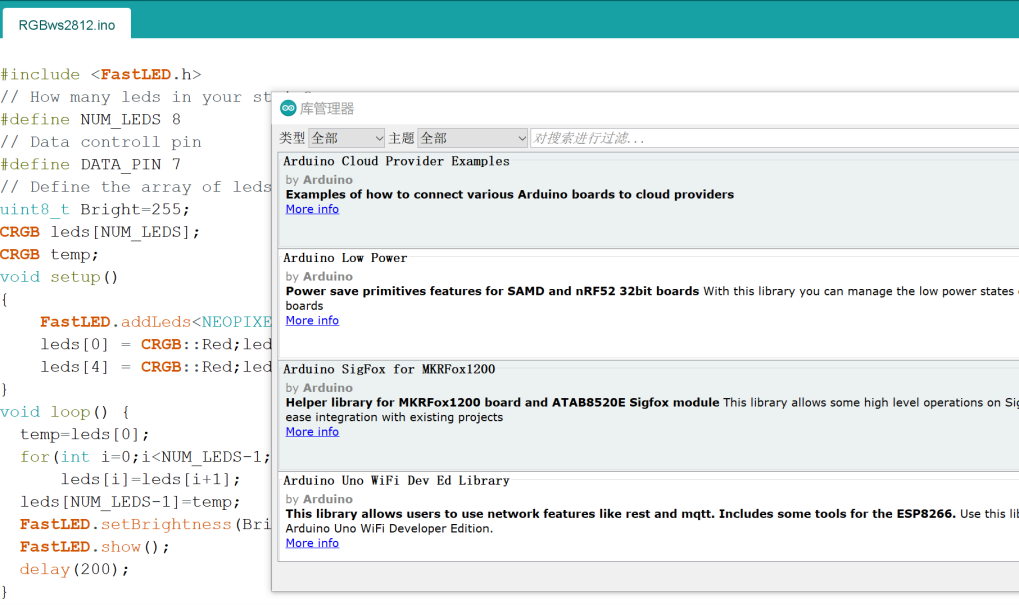 RGBws2812.ino
#include <FastLED.h>
// How many leds in your st
#define NUM_LEDS 8
// Data controll pin
#define DATA_PIN 7
// Define the array of leds
uint8_t Bright=255;
CRGB leds[NUM_LEDS];
CRGB temp;
void setup()
{
FastLED.addLeds<NEOPIXE
leds[0] = CRGB::Red;led
leds[4] = CRGB::Red;led
}
void loop() {
temp=leds[0];
for(int i=0;i<NUM_LEDS-1;
leds[i]=leds[i+1];
leds[NUM_LEDS-1]=temp;
FastLED.setBrightness(Bri
FastLED.show();
delay(200);
}
库管理器
类型 全部 主题 全部 对搜索进行过滤...
Arduino Cloud Provider Examples
by Arduino
Examples of how to connect various Arduino boards to cloud providers
More info
Arduino Low Power
by Arduino
Power save primitives features for SAMD and nRF52 32bit boards With this library you can manage the low power states
boards
More info
Arduino SigFox for MKRFox1200
by Arduino
Helper library for MKRFox1200 board and ATAB8520E Sigfox module This library allows some high level operations on Sig
ease integration with existing projects
More info
Arduino Uno WiFi Dev Ed Library
by Arduino
This library allows users to use network features like rest and mqtt. Includes some tools for the ESP8266. Use this lib
Arduino Uno WiFi Developer Edition.
More info